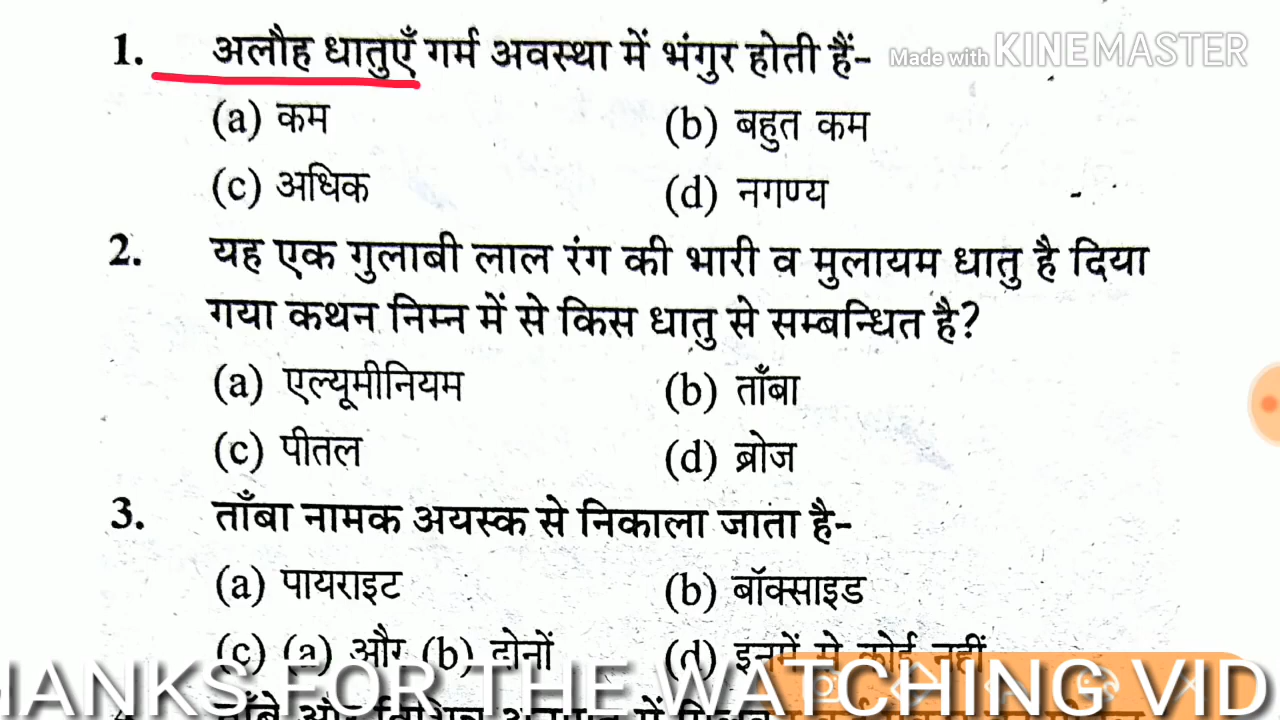 1. अलौह धातुएँ गर्म अवस्था में भंगुर होती हैं-
Made with KINEMASTER
(a) कम (b) बहुत कम
(c) अधिक (d) नगण्य
2. यह एक गुलाबी लाल रंग की भारी व मुलायम धातु है दिया
गया कथन निम्न में से किस धातु से सम्बन्धित है?
(a) एल्यूमीनियम (b) ताँबा
(c) पीतल (d) ब्रोज
3. ताँबा नामक अयस्क से निकाला जाता है-
(a) पायराइट (b) बॉक्साइड
(c) (a) और (b) दोनों (d) इनमें से कोई नहीं
HANKS FOR THE WATCHING VID